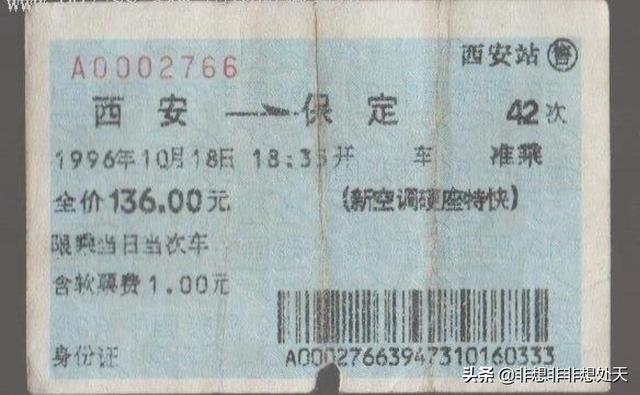 A0002766
西安站 售
西安 → 保定 42次
1996年10月18日 18:35开 车 准乘
全价136.00元 (新空调硬座特快)
限乘当日当次车
含软票费1.00元
A0002766394731016​0333
身份证
头条 @非想非非想处天